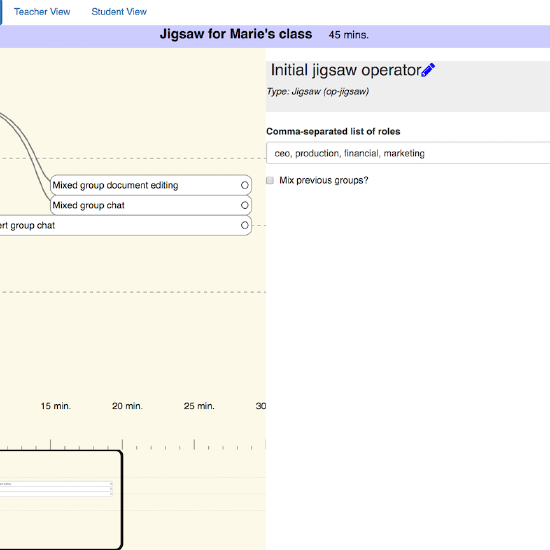 Teacher View Student View
Jigsaw for Marie's class 45 mins.
Initial jigsaw operator
Type: Jigsaw (op-jigsaw)
Comma-separated list of roles
ceo, production, financial, marketing
Mix previous groups?
Mixed group document editing
Mixed group chat
ert group chat
15 min. 20 min. 25 min. 30